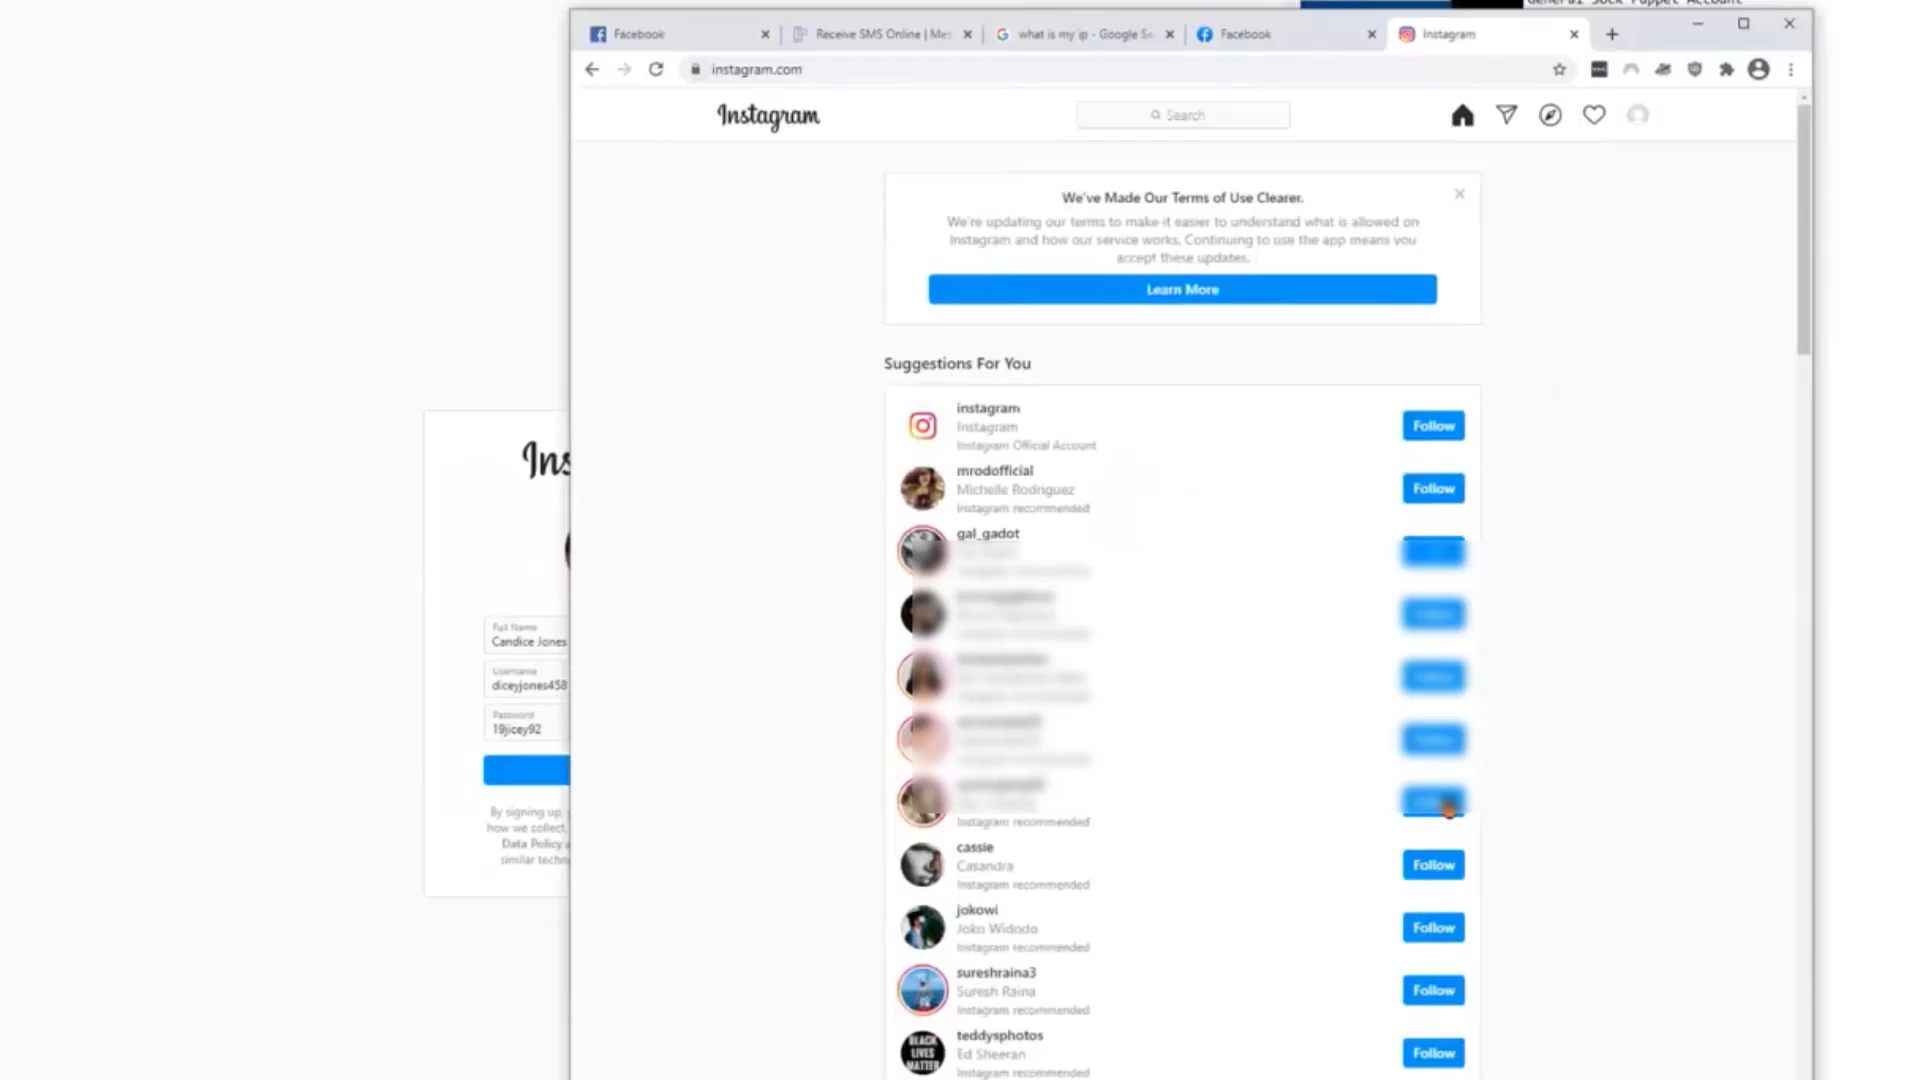 General Sock Puppet Account
Facebook
Receive SMS Online | Me
what is my ip - Google Se
Facebook
Instagram
instagram.com
Instagram
Search
We've Made Our Terms of Use Clearer.
We're updating our terms to make it easier to understand what is allowed on
Instagram and how our service works. Continuing to use the app means you
accept these updates.
Learn More
Suggestions For You
instagram
Instagram
Instagram Official Account
Follow
mrodofficial
Michelle Rodriguez
Instagram recommended
Follow
gal_gadot
Instagram recommended
cassie
Casandra
Instagram recommended
Follow
jokowi
Joko Widodo
Instagram recommended
Follow
sureshraina3
Suresh Raina
Instagram recommended
Follow
BLACK
LIVES
MATTER
teddysphotos
Ed Sheeran
Instagram recommended
Follow
Ins
Full Name
Candice Jones
Username
diceyjones458
Password
19jicey92
By signing up,
how we collect,
Data Policy a
similar techn